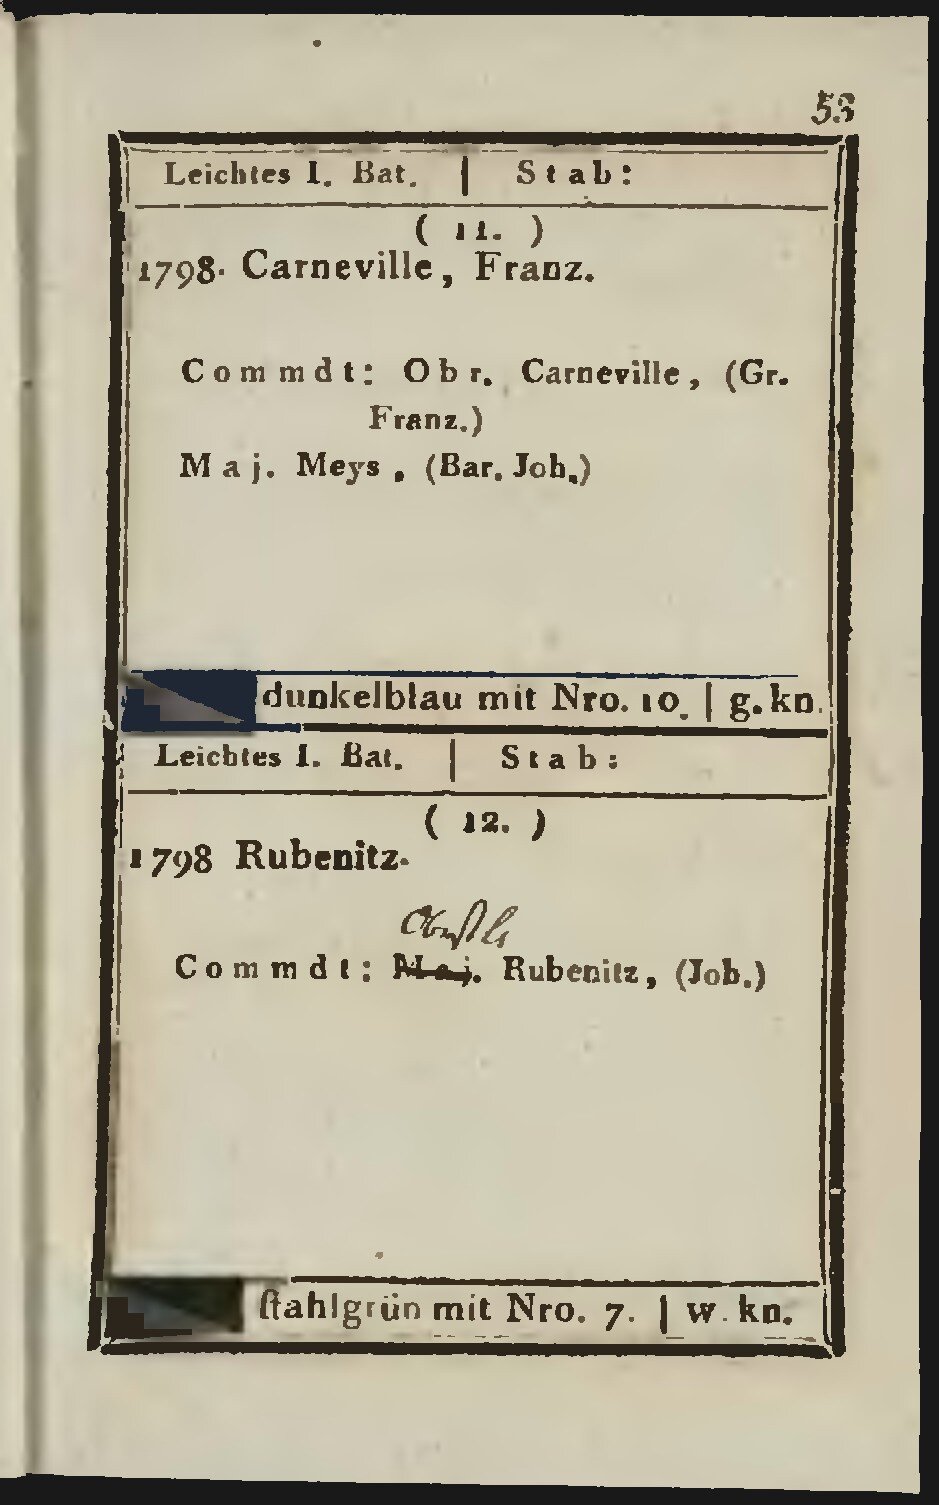 53
Leichtes I. Bat. | Stab:
( 11. )
1798. Carneville, Franz.
Commdt: Obr. Carneville, (Gr.
Franz.)
Maj. Meys, (Bar. Joh.)
dunkelblau mit Nro. 10. | g. kn.
Leichtes I. Bat. | Stab:
( 12. )
1798 Rubenitz.
Obristlt
Commdt: Maj. Rubenitz, (Joh.)
ſtahlgrün mit Nro. 7. | w. kn.